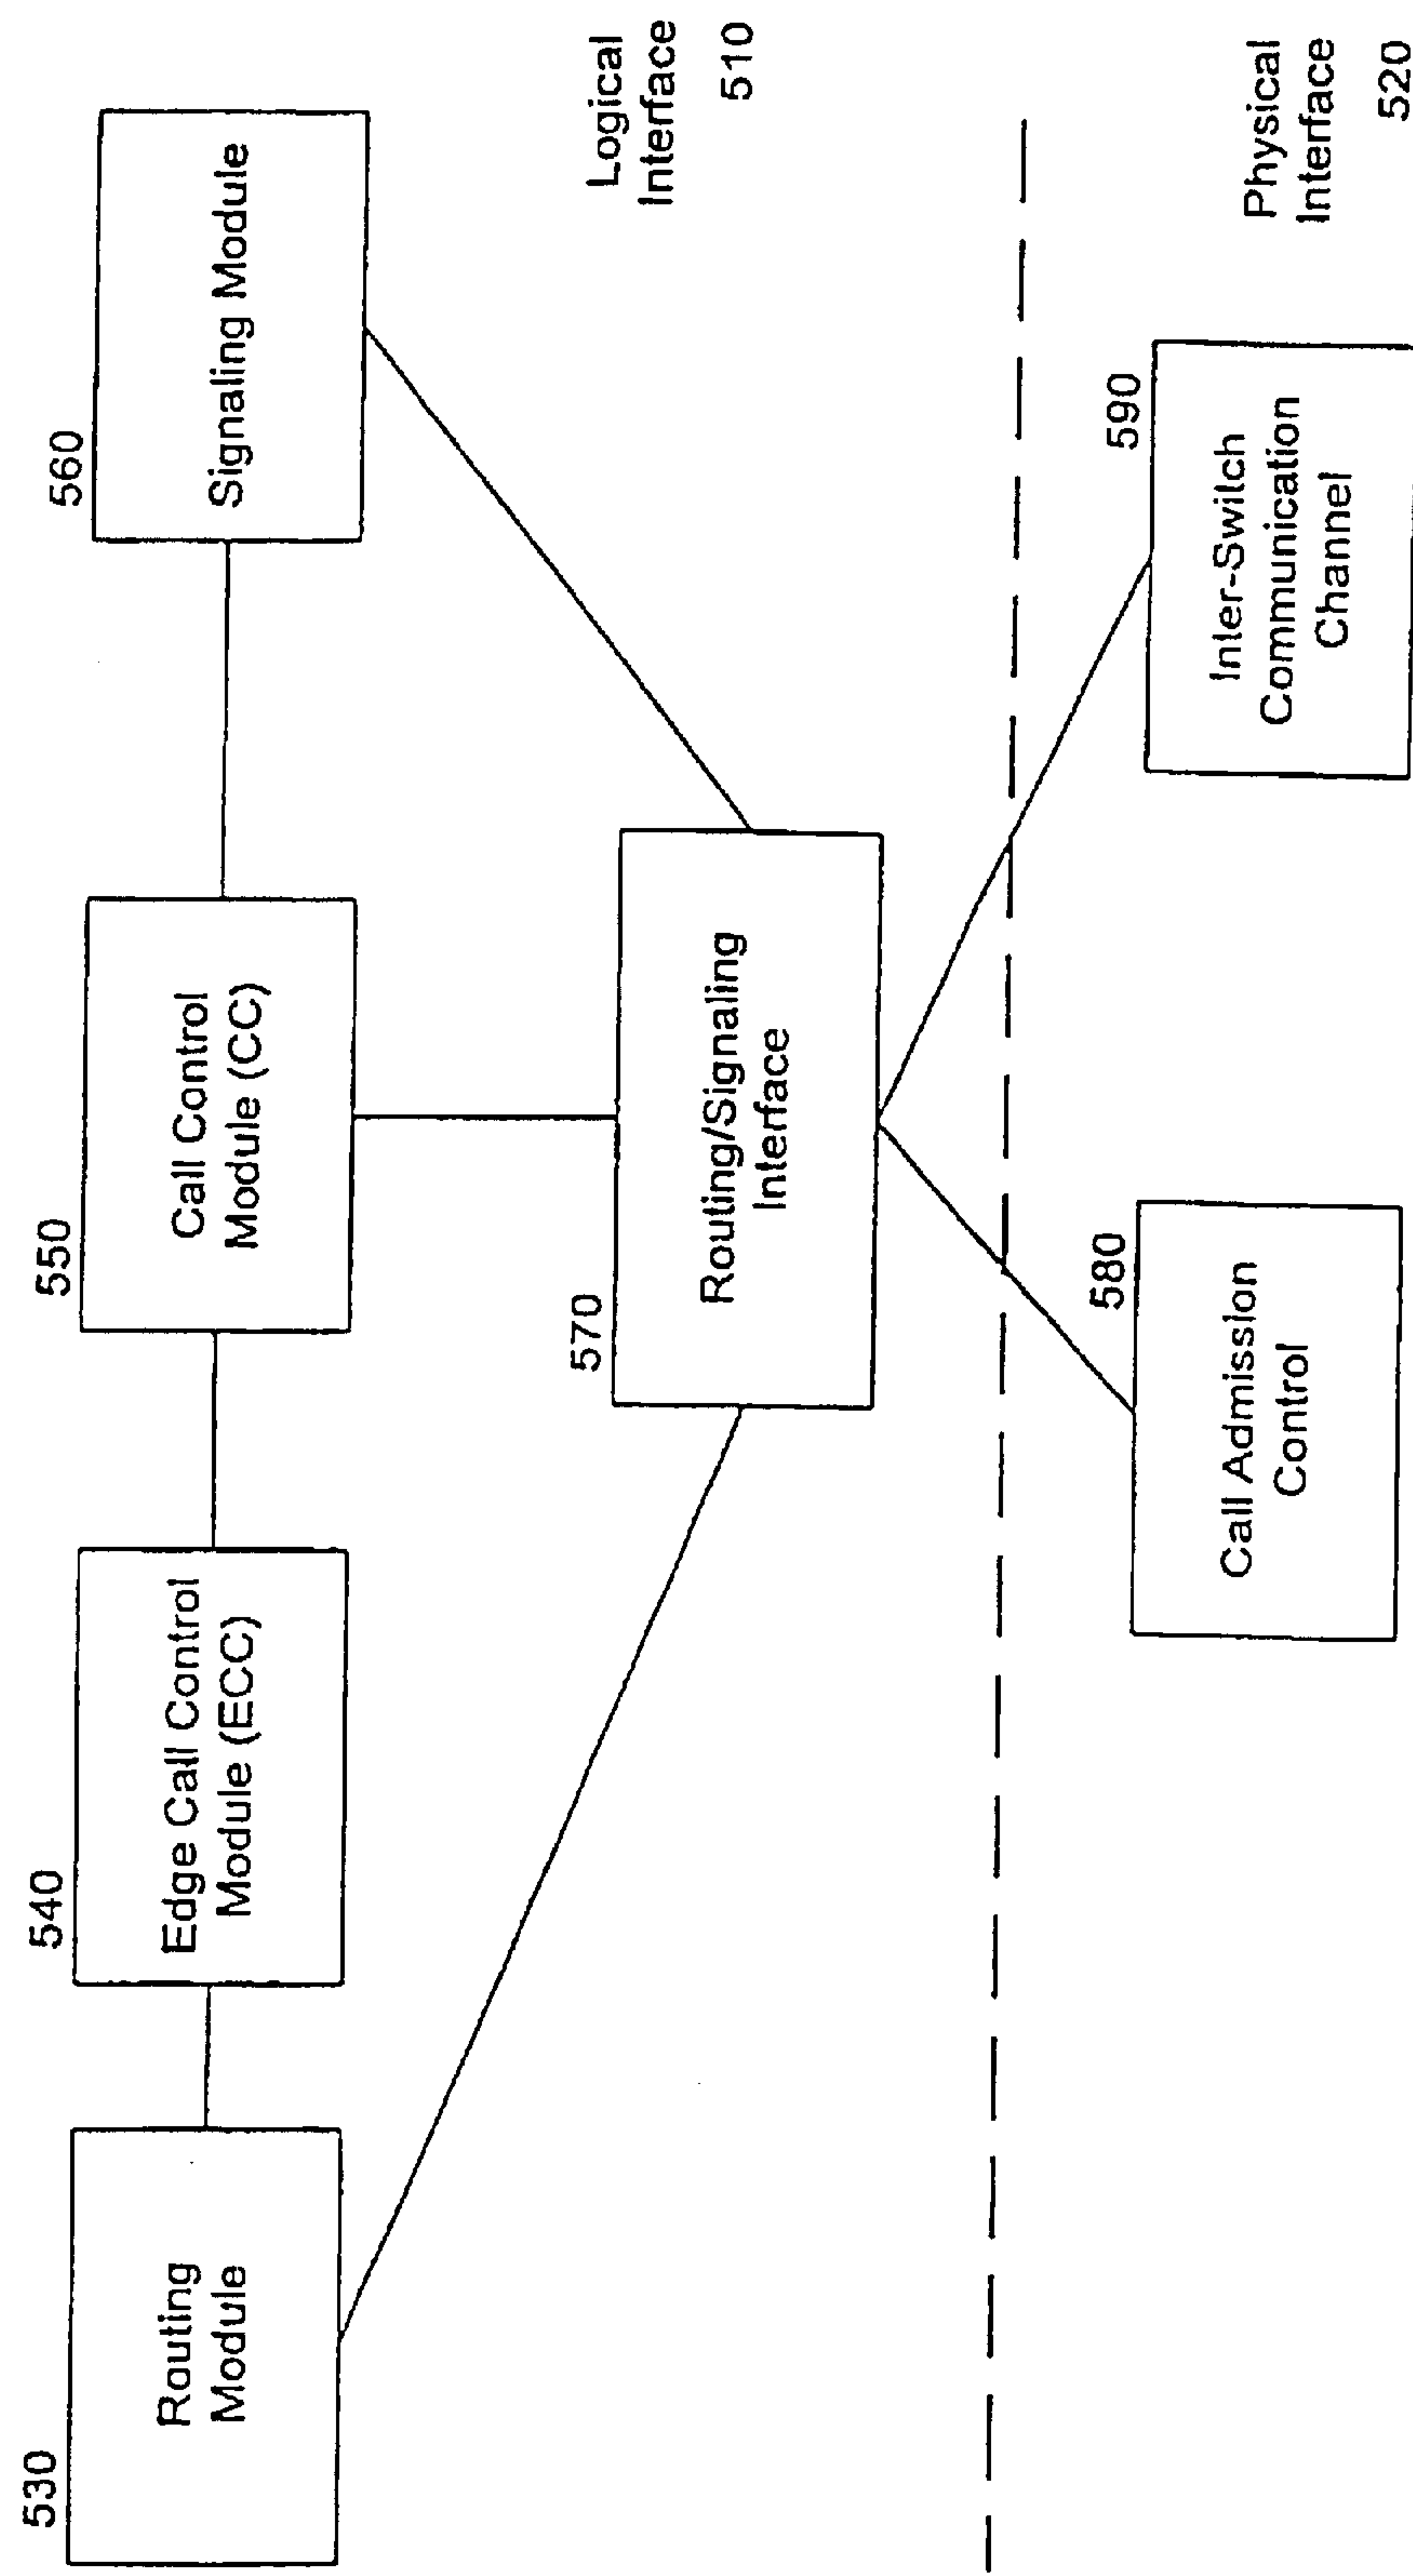 530
Routing
Module
540
Edge Call Control
Module (ECC)
550
Call Control
Module (CC)
560
Signaling Module
570
Routing/Signaling
Interface
Logical
Interface
510
580
Call Admission
Control
590
Inter-Switch
Communication
Channel
Physical
Interface
520